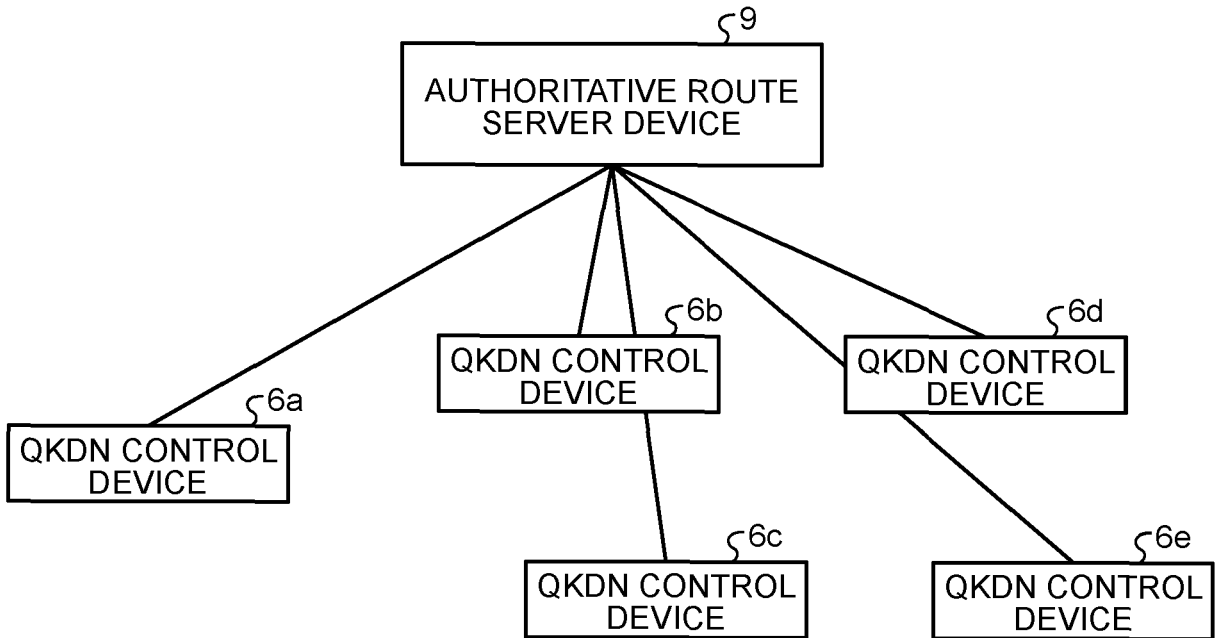 9
AUTHORITATIVE ROUTE
SERVER DEVICE
6b
QKDN CONTROL
DEVICE
6d
QKDN CONTROL
DEVICE
6a
QKDN CONTROL
DEVICE
6c
QKDN CONTROL
DEVICE
6e
QKDN CONTROL
DEVICE